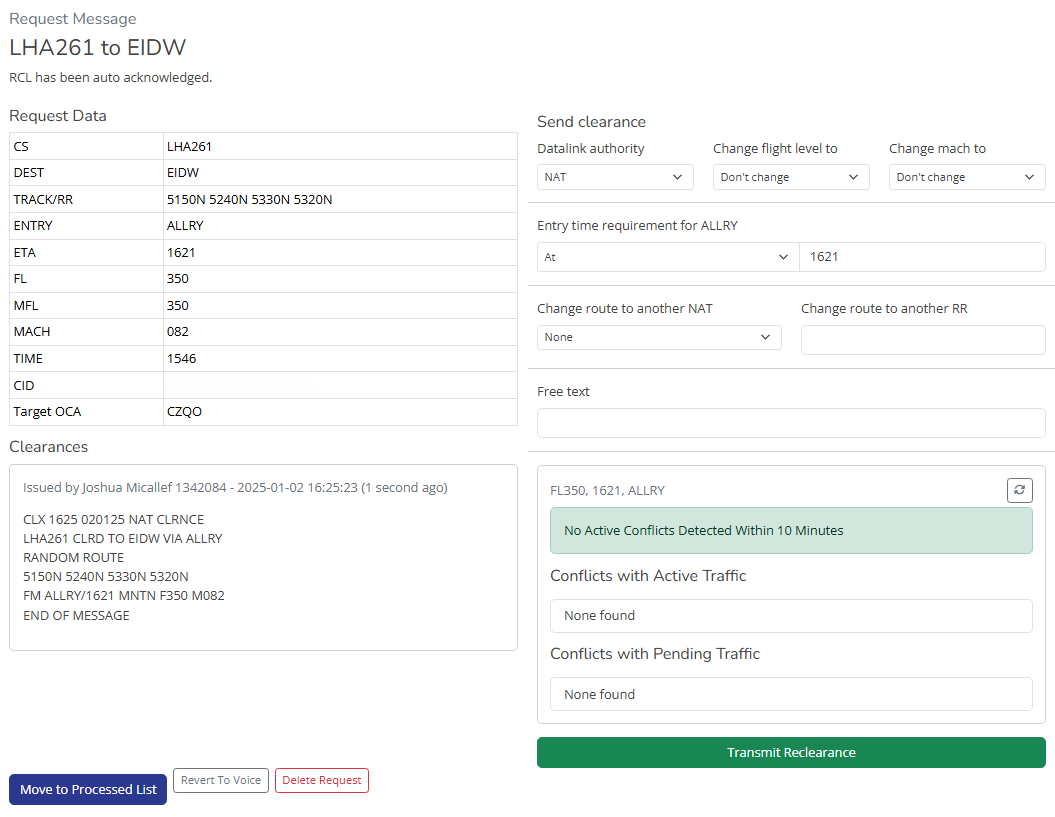 Request Message
LHA261 to EIDW
RCL has been auto acknowledged.
Request Data
CS LHA261
DEST EIDW
TRACK/RR 5150N 5240N 5330N 5320N
ENTRY ALLRY
ETA 1621
FL 350
MFL 350
MACH 082
TIME 1546
CID
Target OCA CZQO
Clearances
Issued by Joshua Micallef 1342084 - 2025-01-02 16:25:23 (1 second ago)
CLX 1625 020125 NAT CLRNCE
LHA261 CLRD TO EIDW VIA ALLRY
RANDOM ROUTE
5150N 5240N 5330N 5320N
FM ALLRY/1621 MNTN F350 M082
END OF MESSAGE
Move to Processed List Revert To Voice Delete Request
Send clearance
Datalink authority Change flight level to Change mach to
NAT Don't change Don't change
Entry time requirement for ALLRY
At 1621
Change route to another NAT Change route to another RR
None
Free text
FL350, 1621, ALLRY
No Active Conflicts Detected Within 10 Minutes
Conflicts with Active Traffic
None found
Conflicts with Pending Traffic
None found
Transmit Reclearance